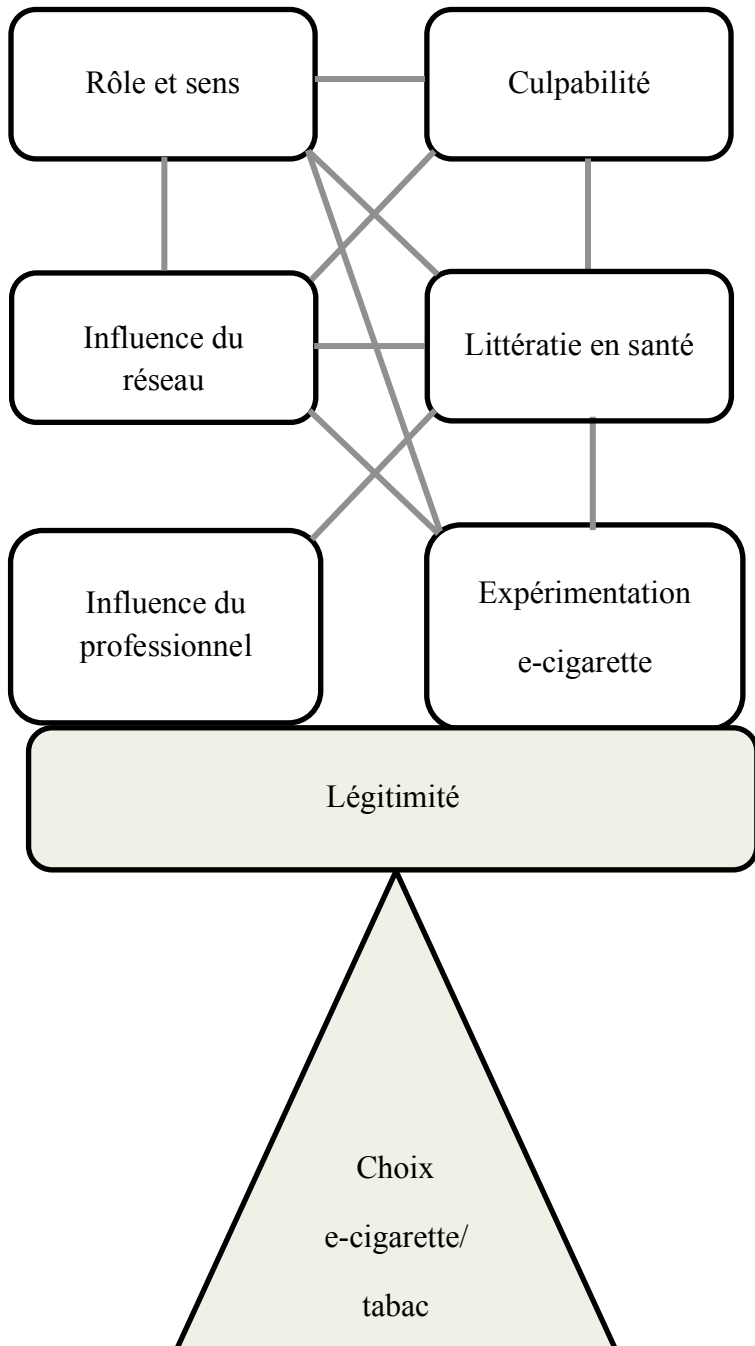 Rôle et sens
Culpabilité
Influence du
réseau
Littératie en santé
Influence du
professionnel
Expérimentation
e-cigarette
Légitimité
Choix
e-cigarette/
tabac